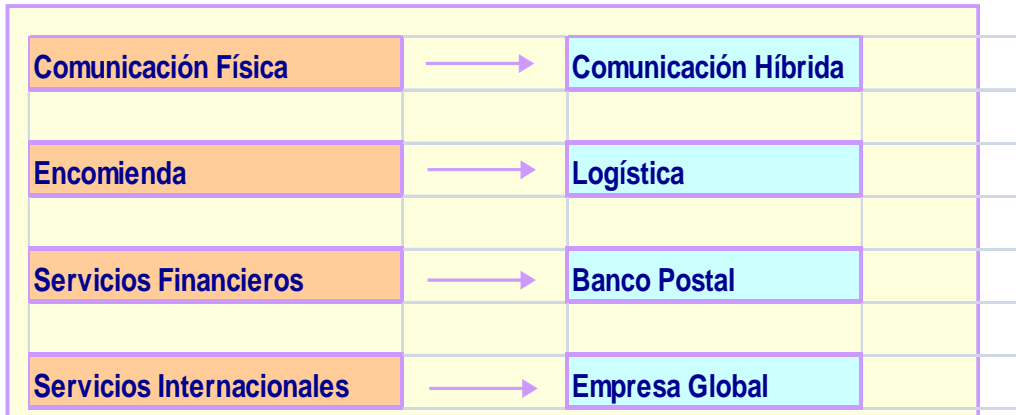 Comunicación Física
Comunicación Híbrida
Encomienda
Logística
Servicios Financieros
Banco Postal
Servicios Internacionales
Empresa Global